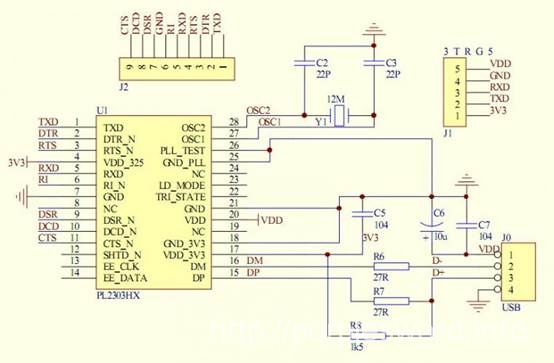 CTS DCD DSR GND RI RXD RTS DTR TXD
9 8 7 6 5 4 3 2 1
J2
C2
22P
C3
22P
3 T R G 5
5 VDD
4 GND
3 RXD
2 TXD
1 3V3
J1
OSC2
12M
OSC1
Y1
U1
TXD 1 TXD OSC2 28
DTR 2 DTR_N OSC1 27
RTS 3 RTS_N PLL_TEST 26
3V3 4 VDD_325 GND_PLL 25
RXD 5 RXD NC 24
RI 6 RI_N LD_MODE 23
7 GND TRI_STATE 22
8 NC GND 21
DSR 9 DSR_N VDD 20 VDD
DCD 10 DCD_N NC 19
CTS 11 CTS_N GND_3V3 18
12 SHTD_N VDD_3V3 17
13 EE_CLK DM 16 DM
14 EE_DATA DP 15 DP
PL2303HX
C5
104
3V3
C6
10u
C7
104
VDD
J0
R6
27R
D-
R7
27R
D+
1
2
3
4
USB
R8
1k5